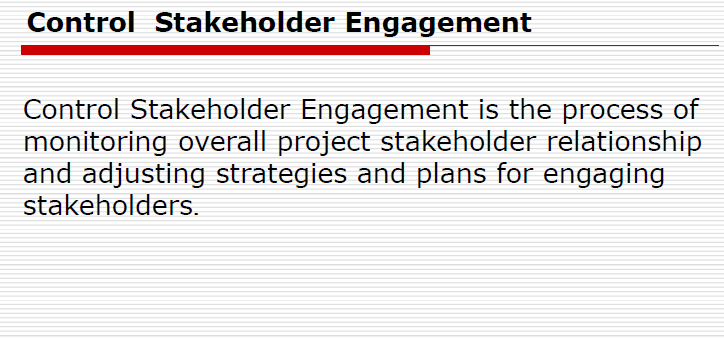 Control  Stakeholder Engagement
Control Stakeholder Engagement is the process of
monitoring overall project stakeholder relationship
and adjusting strategies and plans for engaging
stakeholders.